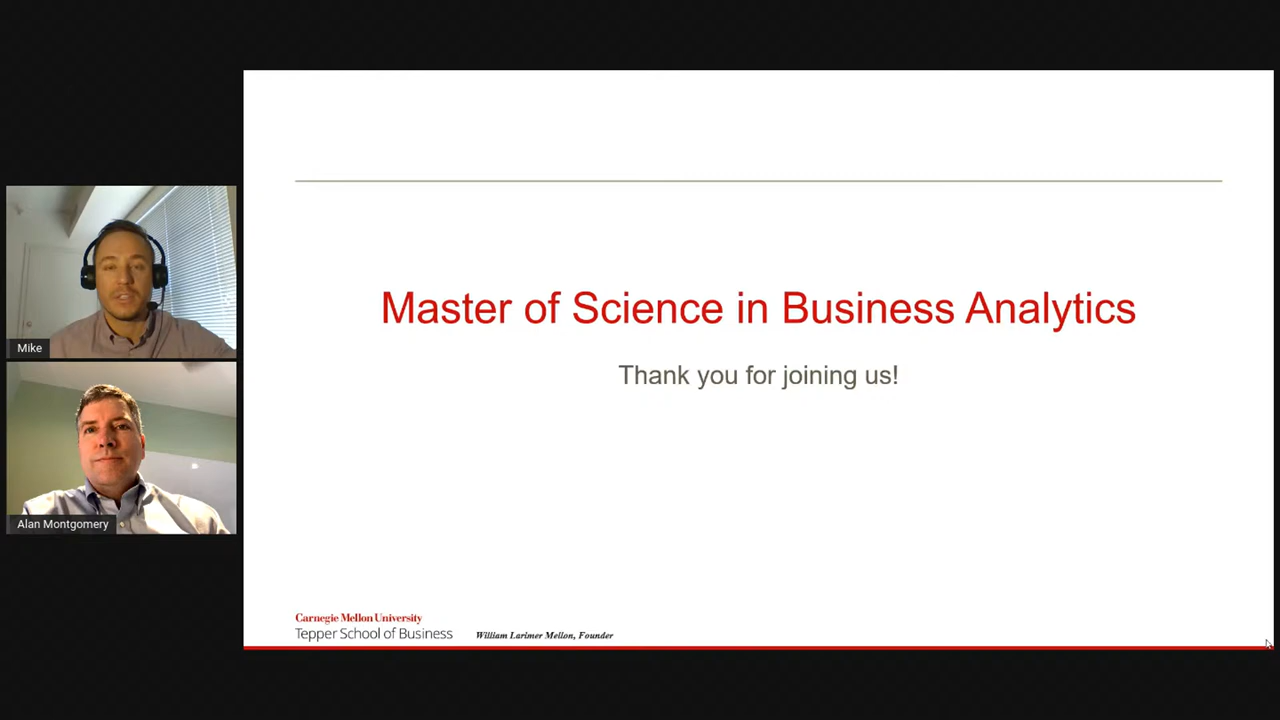 Mike
Alan Montgomery
Master of Science in Business Analytics
Thank you for joining us!
Carnegie Mellon University
Tepper School of Business
William Larimer Mellon, Founder